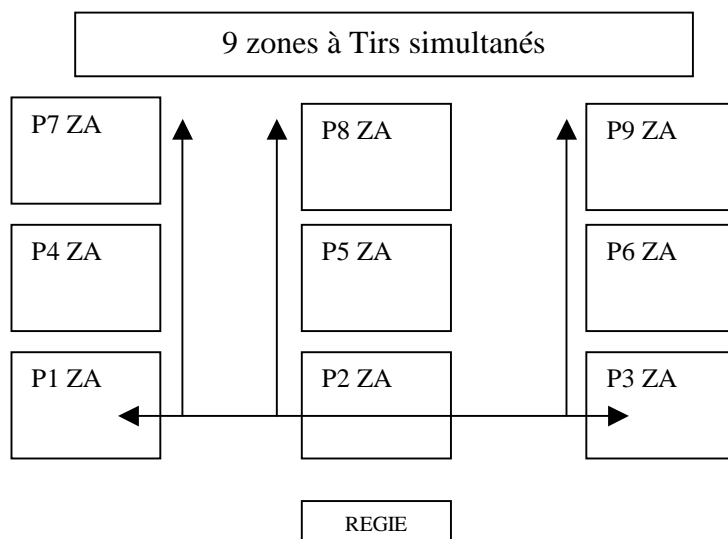 9 zones à Tirs simultanés
P7 ZA
P8 ZA
P9 ZA
P4 ZA
P5 ZA
P6 ZA
P1 ZA
P2 ZA
P3 ZA
REGIE